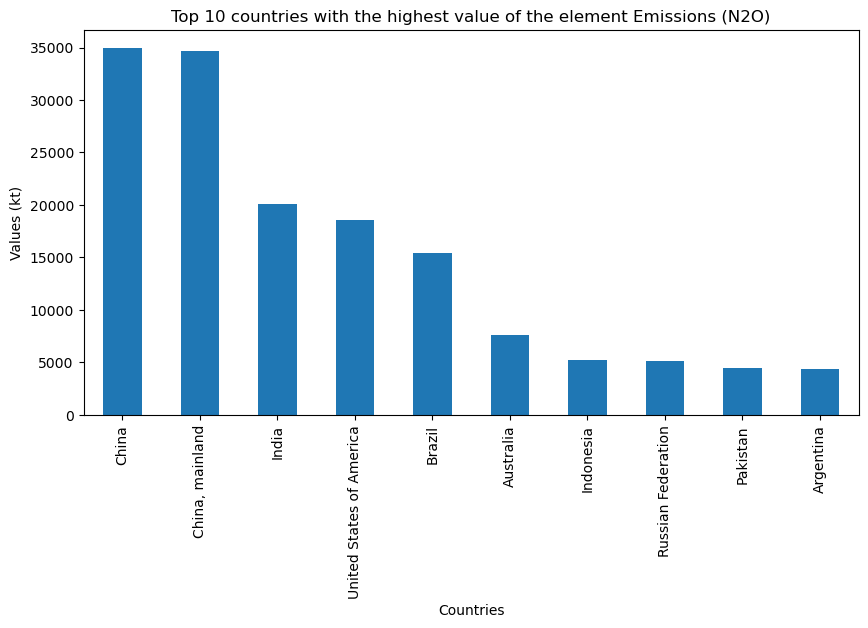 Top 10 countries with the highest value of the element Emissions (N2O)
Values (kt)
35000
30000
25000
20000
15000
10000
5000
0
China
China, mainland
India
United States of America
Brazil
Australia
Indonesia
Russian Federation
Pakistan
Argentina
Countries